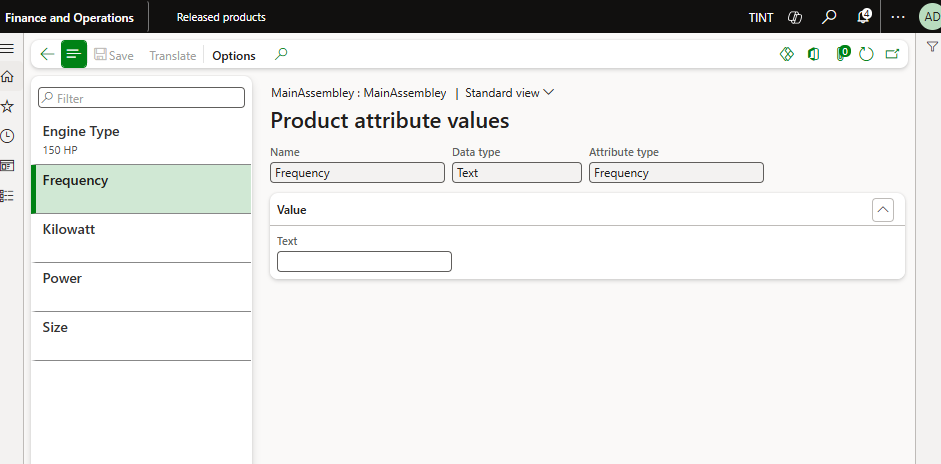 Finance and Operations
Released products
TINT
4
AD
Save
Translate
Options
0
Filter
Engine Type
150 HP
Frequency
Kilowatt
Power
Size
MainAssembley : MainAssembley | Standard view
Product attribute values
Name
Data type
Attribute type
Frequency
Text
Frequency
Value
Text